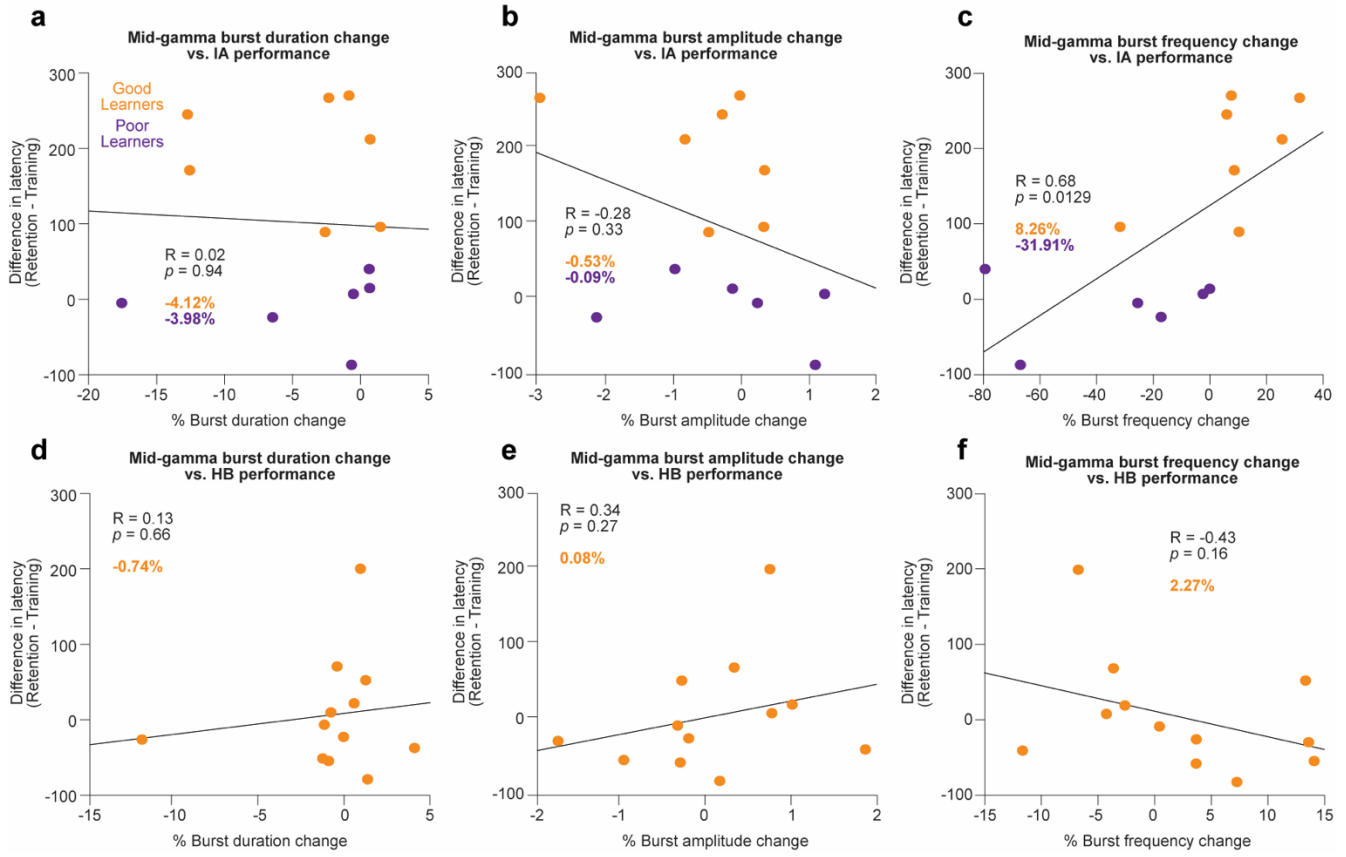 a
Mid-gamma burst duration change
vs. IA performance
300
200
100
0
-100
Difference in latency
(Retention - Training)
Good
Learners
Poor
Learners
R = 0.02
p = 0.94
-4.12%
-3.98%
-20
-15
-10
-5
0
5
% Burst duration change
b
Mid-gamma burst amplitude change
vs. IA performance
300
200
100
0
-100
Difference in latency
(Retention - Training)
R = -0.28
p = 0.33
-0.53%
-0.09%
-3
-2
-1
0
1
2
% Burst amplitude change
c
Mid-gamma burst frequency change
vs. IA performance
300
200
100
0
-100
Difference in latency
(Retention - Training)
R = 0.68
p = 0.0129
8.26%
-31.91%
-80
-60
-40
-20
0
20
40
% Burst frequency change
d
Mid-gamma burst duration change
vs. HB performance
300
200
100
0
-100
Difference in latency
(Retention - Training)
R = 0.13
p = 0.66
-0.74%
-15
-10
-5
0
5
% Burst duration change
e
Mid-gamma burst amplitude change
vs. HB performance
300
200
100
0
-100
Difference in latency
(Retention - Training)
R = 0.34
p = 0.27
0.08%
-2
-1
0
1
2
% Burst amplitude change
f
Mid-gamma burst frequency change
vs. HB performance
300
200
100
0
-100
Difference in latency
(Retention - Training)
R = -0.43
p = 0.16
2.27%
-15
-10
-5
0
5
10
15
% Burst frequency change